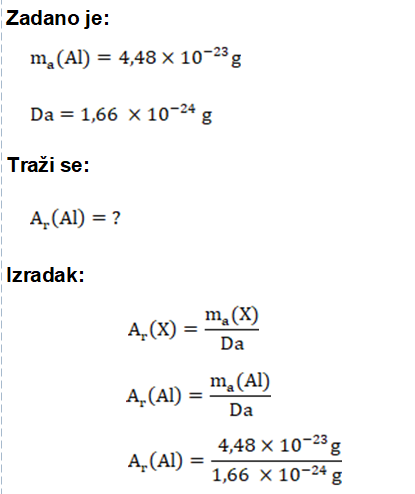 Zadano je:
mₐ(Al) = 4,48 × 10⁻²³ g
Da = 1,66 × 10⁻²⁴ g
Traži se:
Aᵣ(Al) = ?
Izradak:
Aᵣ(X) = mₐ(X) / Da
Aᵣ(Al) = mₐ(Al) / Da
Aᵣ(Al) = 4,48 × 10⁻²³ g / 1,66 × 10⁻²⁴ g